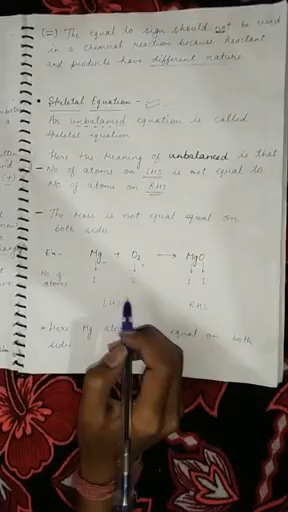 (=) The equal to sign should not be used
in a chemical reaction because Reactant
and products have different nature.
• Skeletal Equation -
An unbalanced equation is called
skeletal equation
Here the Meaning of unbalanced is that
- No of atoms on LHS is not equal to
No of atoms on RHS
- The Mass is not equal equal on
both sides
Ex- Mg + O2 → MgO
No of atoms 1 2 1 1
LH RHS
Here Mg ato equal on both
side